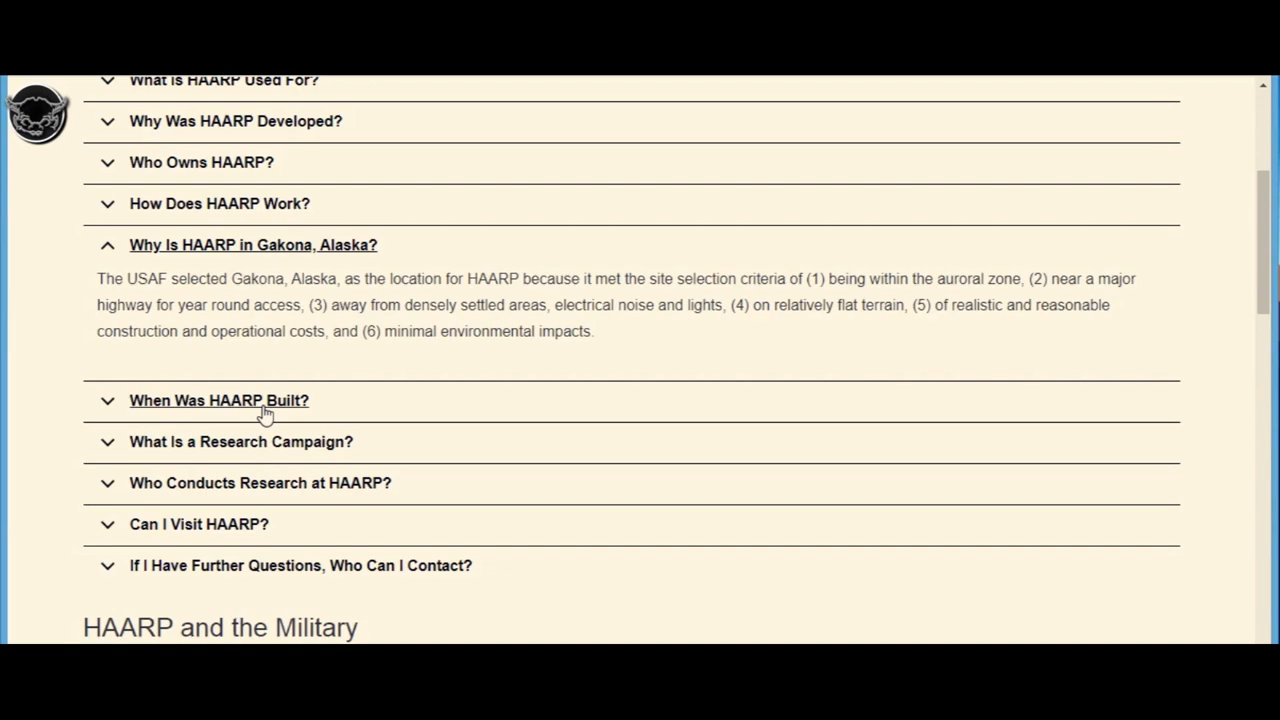 What is HAARP Used For?
Why Was HAARP Developed?
Who Owns HAARP?
How Does HAARP Work?
Why Is HAARP in Gakona, Alaska?
The USAF selected Gakona, Alaska, as the location for HAARP because it met the site selection criteria of (1) being within the auroral zone, (2) near a major
highway for year round access, (3) away from densely settled areas, electrical noise and lights, (4) on relatively flat terrain, (5) of realistic and reasonable
construction and operational costs, and (6) minimal environmental impacts.
When Was HAARP Built?
What Is a Research Campaign?
Who Conducts Research at HAARP?
Can I Visit HAARP?
If I Have Further Questions, Who Can I Contact?
HAARP and the Military